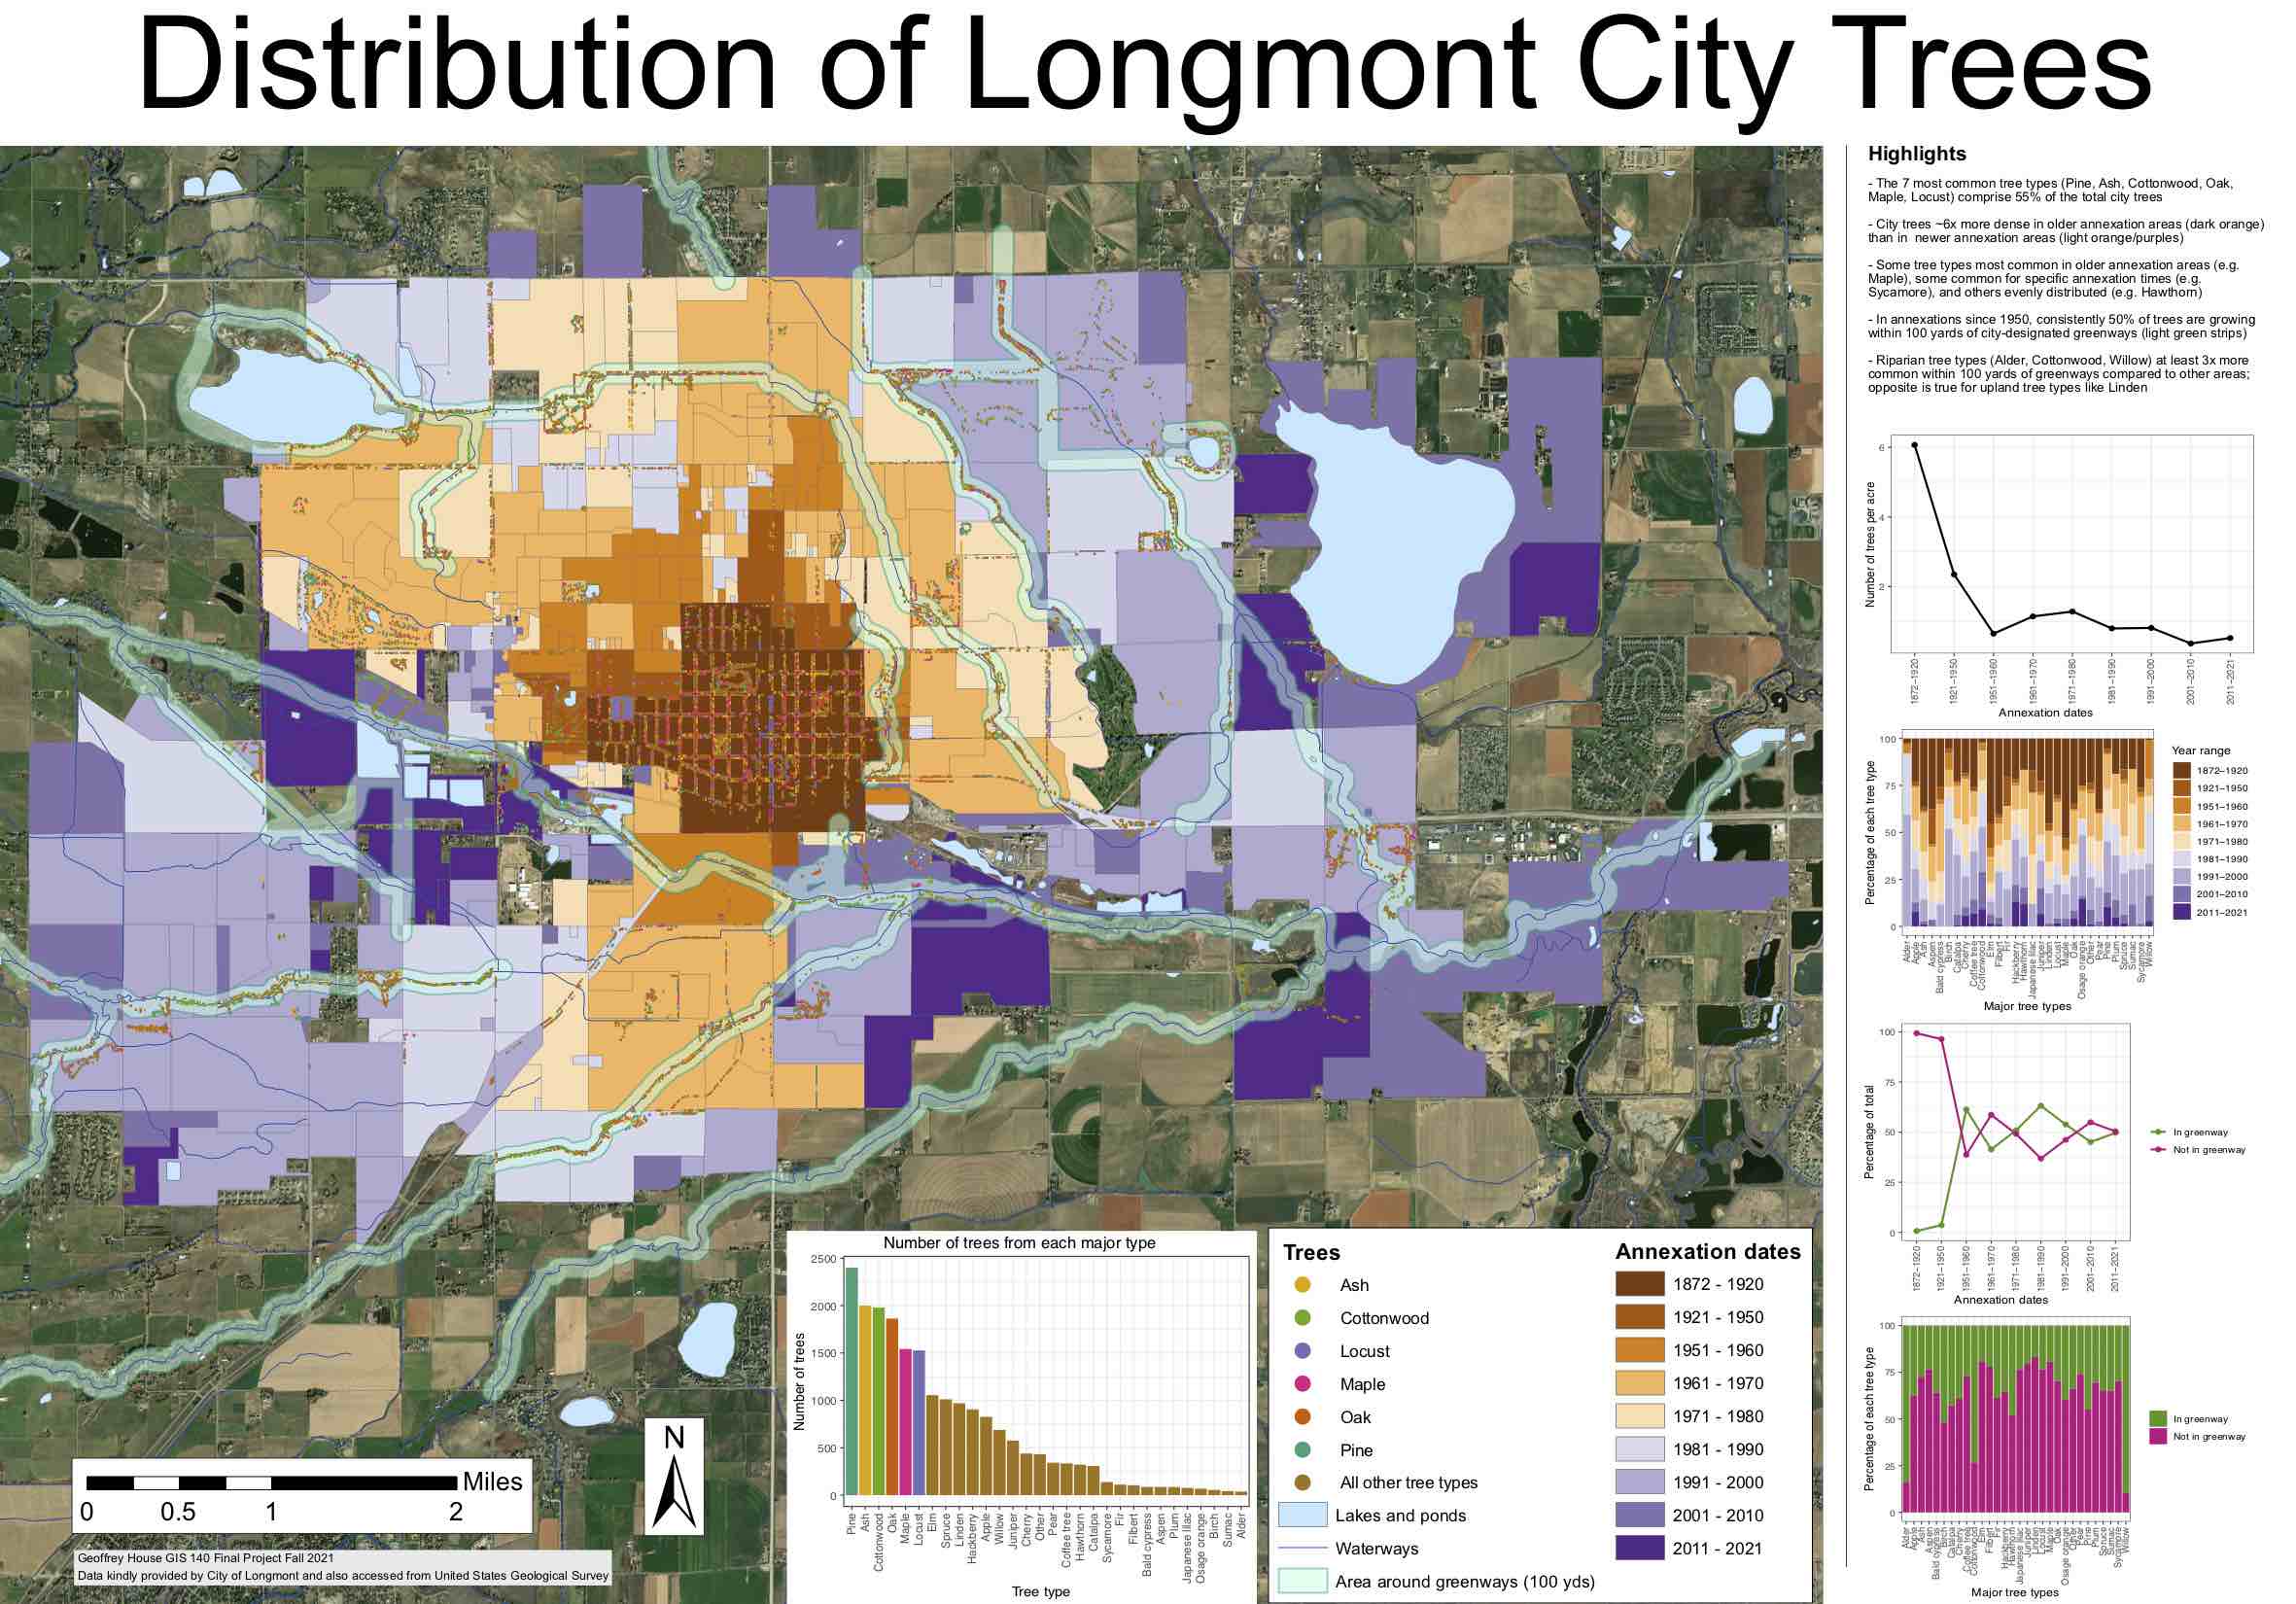 Distribution of Longmont City Trees
Highlights
- The 7 most common tree types (Pine, Ash, Cottonwood, Oak,
Maple, Locust) comprise 55% of the total city trees
- City trees ~6x more dense in older annexation areas (dark orange)
than in  newer annexation areas (light orange/purples)
- Some tree types most common in older annexation areas (e.g.
Maple), some common for specific annexation times (e.g.
Sycamore), and others evenly distributed (e.g. Hawthorn)
- In annexations since 1950, consistently 50% of trees are growing
within 100 yards of city-designated greenways (light green strips)
- Riparian tree types (Alder, Cottonwood, Willow) at least 3x more
common within 100 yards of greenways compared to other areas;
opposite is true for upland tree types like Linden
Number of trees per acre
6
4
2
1872–1920
1921–1950
1951–1960
1961–1970
1971–1980
1981–1990
1991–2000
2001–2010
2011–2021
Annexation dates
Percentage of each tree type
100
75
50
25
0
Alder
Apple
Ash
Aspen
Bald cypress
Birch
Catalpa
Cherry
Coffee tree
Cottonwood
Elm
Filbert
Fir
Hackberry
Hawthorn
Japanese lilac
Juniper
Linden
Locust
Maple
Oak
Osage orange
Other
Pear
Pine
Plum
Spruce
Sumac
Sycamore
Willow
Major tree types
Year range
1872–1920
1921–1950
1951–1960
1961–1970
1971–1980
1981–1990
1991–2000
2001–2010
2011–2021
Percentage of total
100
75
50
25
0
1872–1920
1921–1950
1951–1960
1961–1970
1971–1980
1981–1990
1991–2000
2001–2010
2011–2021
Annexation dates
In greenway
Not in greenway
Percentage of each tree type
100
75
50
25
0
Alder
Apple
Ash
Aspen
Bald cypress
Birch
Catalpa
Cherry
Coffee tree
Cottonwood
Elm
Filbert
Fir
Hackberry
Hawthorn
Japanese lilac
Juniper
Linden
Locust
Maple
Oak
Osage orange
Other
Pear
Pine
Plum
Spruce
Sumac
Sycamore
Willow
Major tree types
In greenway
Not in greenway
Number of trees from each major type
Number of trees
2500
2000
1500
1000
500
0
Pine
Ash
Cottonwood
Oak
Maple
Locust
Elm
Spruce
Linden
Hackberry
Apple
Willow
Juniper
Cherry
Other
Pear
Coffee tree
Hawthorn
Catalpa
Sycamore
Fir
Filbert
Bald cypress
Aspen
Plum
Japanese lilac
Osage orange
Birch
Sumac
Alder
Tree type
Trees
Ash
Cottonwood
Locust
Maple
Oak
Pine
All other tree types
Lakes and ponds
Waterways
Area around greenways (100 yds)
Annexation dates
1872 - 1920
1921 - 1950
1951 - 1960
1961 - 1970
1971 - 1980
1981 - 1990
1991 - 2000
2001 - 2010
2011 - 2021
N
Miles
0 0.5 1 2
Geoffrey House GIS 140 Final Project Fall 2021
Data kindly provided by City of Longmont and also accessed from United States Geological Survey